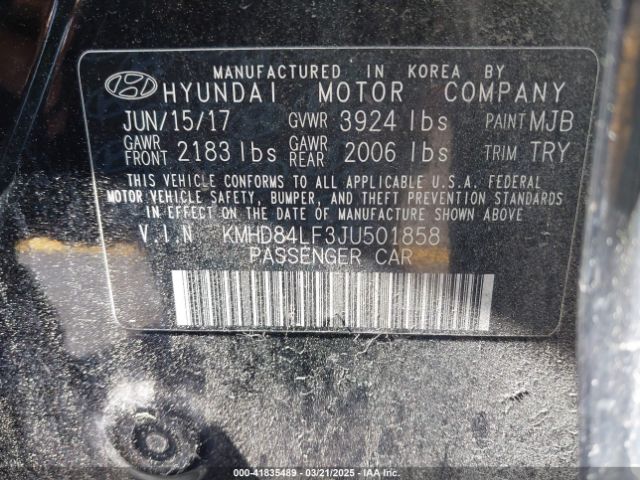 MANUFACTURED IN KOREA BY
HYUNDAI MOTOR COMPANY
JUN/15/17 GVWR 3924 lbs PAINT MJB
GAWR FRONT 2183 lbs GAWR REAR 2006 lbs TRIM TRY
THIS VEHICLE CONFORMS TO ALL APPLICABLE U.S.A. FEDERAL
MOTOR VEHICLE SAFETY, BUMPER, AND THEFT PREVENTION STANDARDS
IN EFFECT ON THE DATE OF MANUFACTURE SHOWN ABOVE
V.I.N KMHD84LF3JU501858
PASSENGER CAR
000-41835489 - 03/21/2025 - IAAI.COM